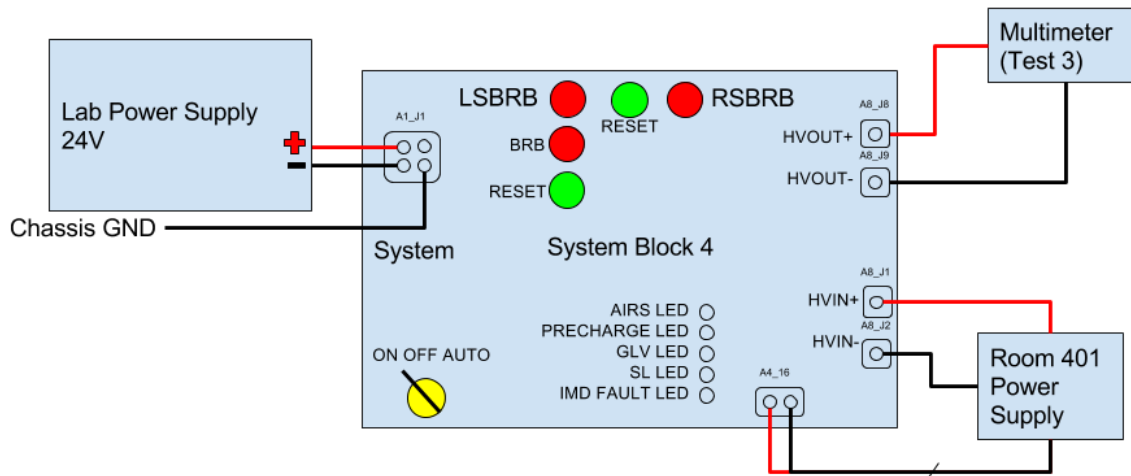 Lab Power Supply
24V
+
-
Chassis GND
A1_J1
System
LSBRB
RESET
RSBRB
BRB
RESET
System Block 4
ON OFF AUTO
AIRS LED
PRECHARGE LED
GLV LED
SL LED
IMD FAULT LED
A4_16
A8_J8
HVOUT+
A8_J9
HVOUT-
A8_J1
HVIN+
A8_J2
HVIN-
Multimeter
(Test 3)
Room 401
Power
Supply